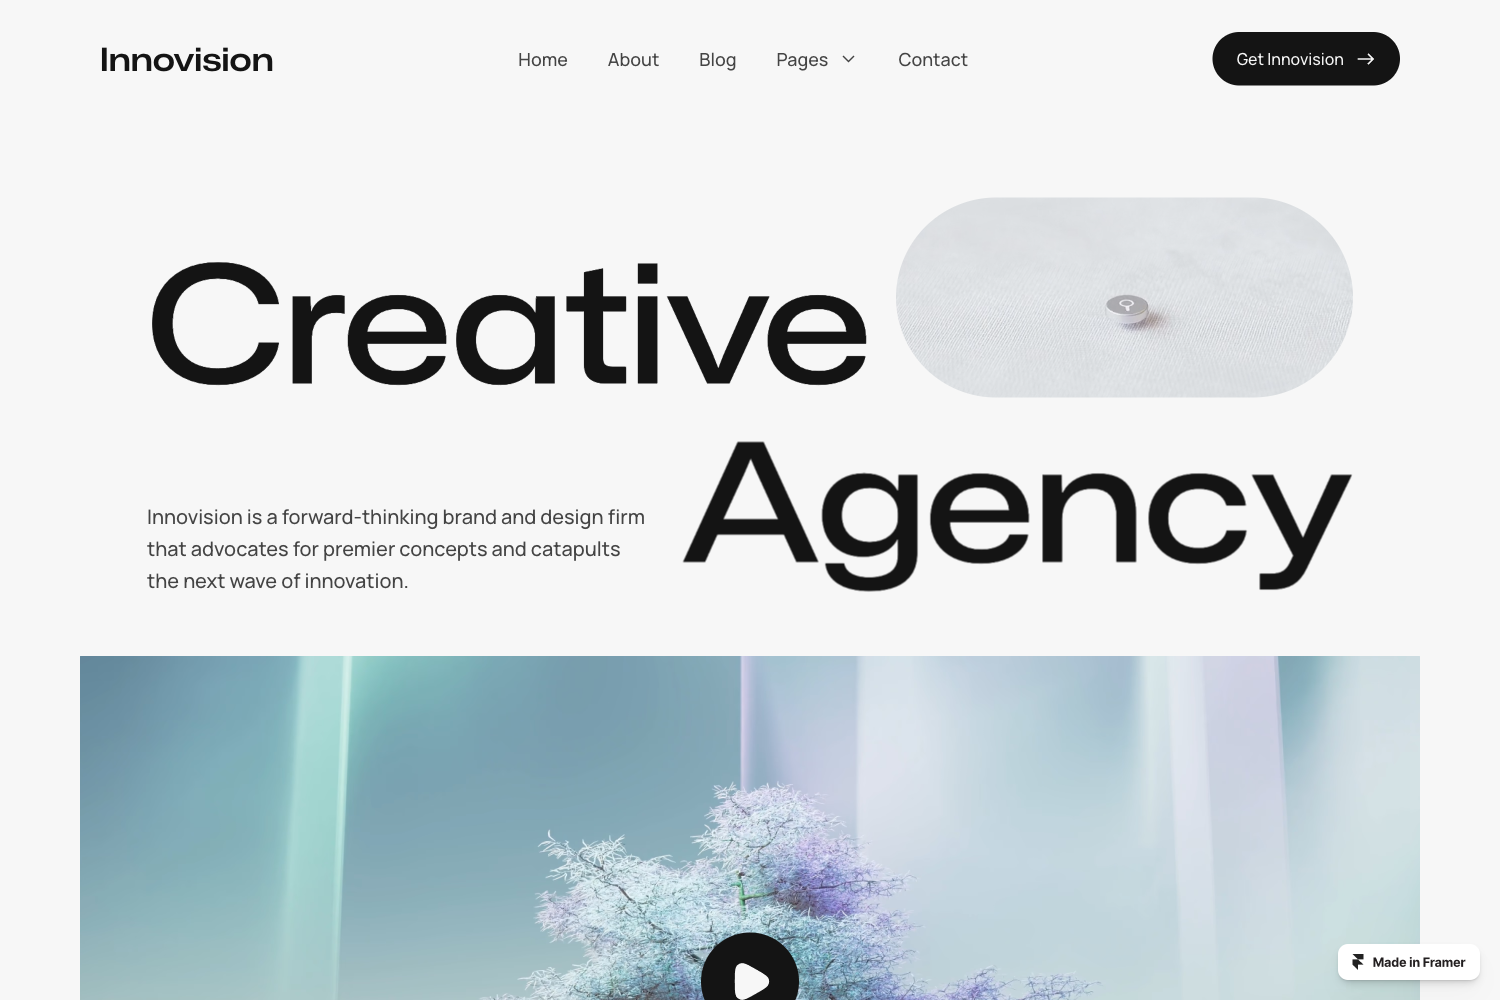 Innovision
Home About Blog Pages Contact
Get Innovision
Creative
Agency
Innovision is a forward-thinking brand and design firm
that advocates for premier concepts and catapults
the next wave of innovation.
Made in Framer